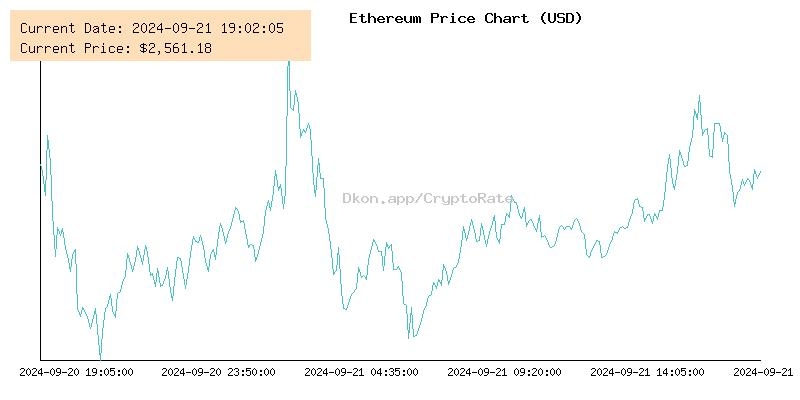 Ethereum Price Chart (USD)
Current Date: 2024-09-21 19:02:05
Current Price: $2,561.18
Dkon.app/CryptoRate
2024-09-20 19:05:00
2024-09-20 23:50:00
2024-09-21 04:35:00
2024-09-21 09:20:00
2024-09-21 14:05:00
2024-09-21